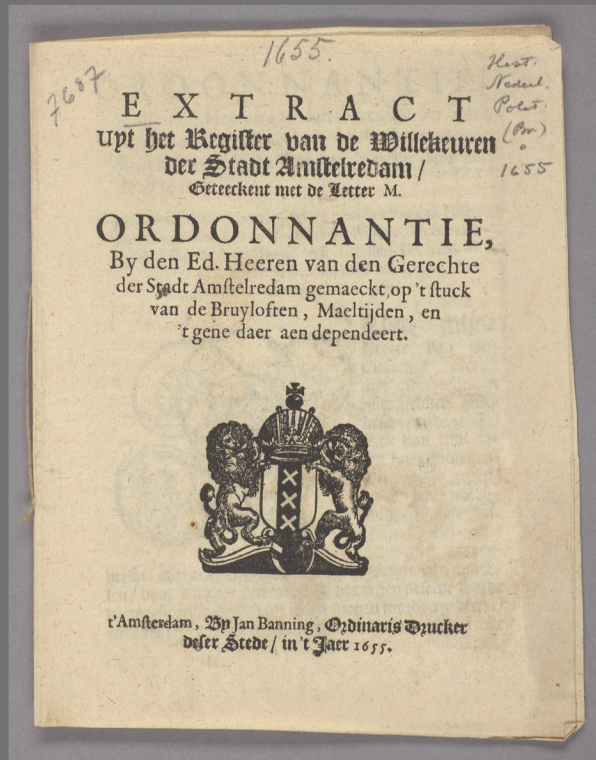 1655.
7687
Hist.
Nederl.
Polit.
(Br.)
1655
EXTRACT
uyt het Register van de Willekeuren
der Stadt Amstelredam /
Geteeckent met de Letter M.
ORDONNANTIE,
By den Ed. Heeren van den Gerechte
der Stadt Amstelredam gemaeckt, op 't stuck
van de Bruyloften, Maeltijden, en
't gene daer aen dependeert.
t'Amsterdam, By Jan Banning, Ordinaris Drucker
deser Stede / in 't Jaer 1655.